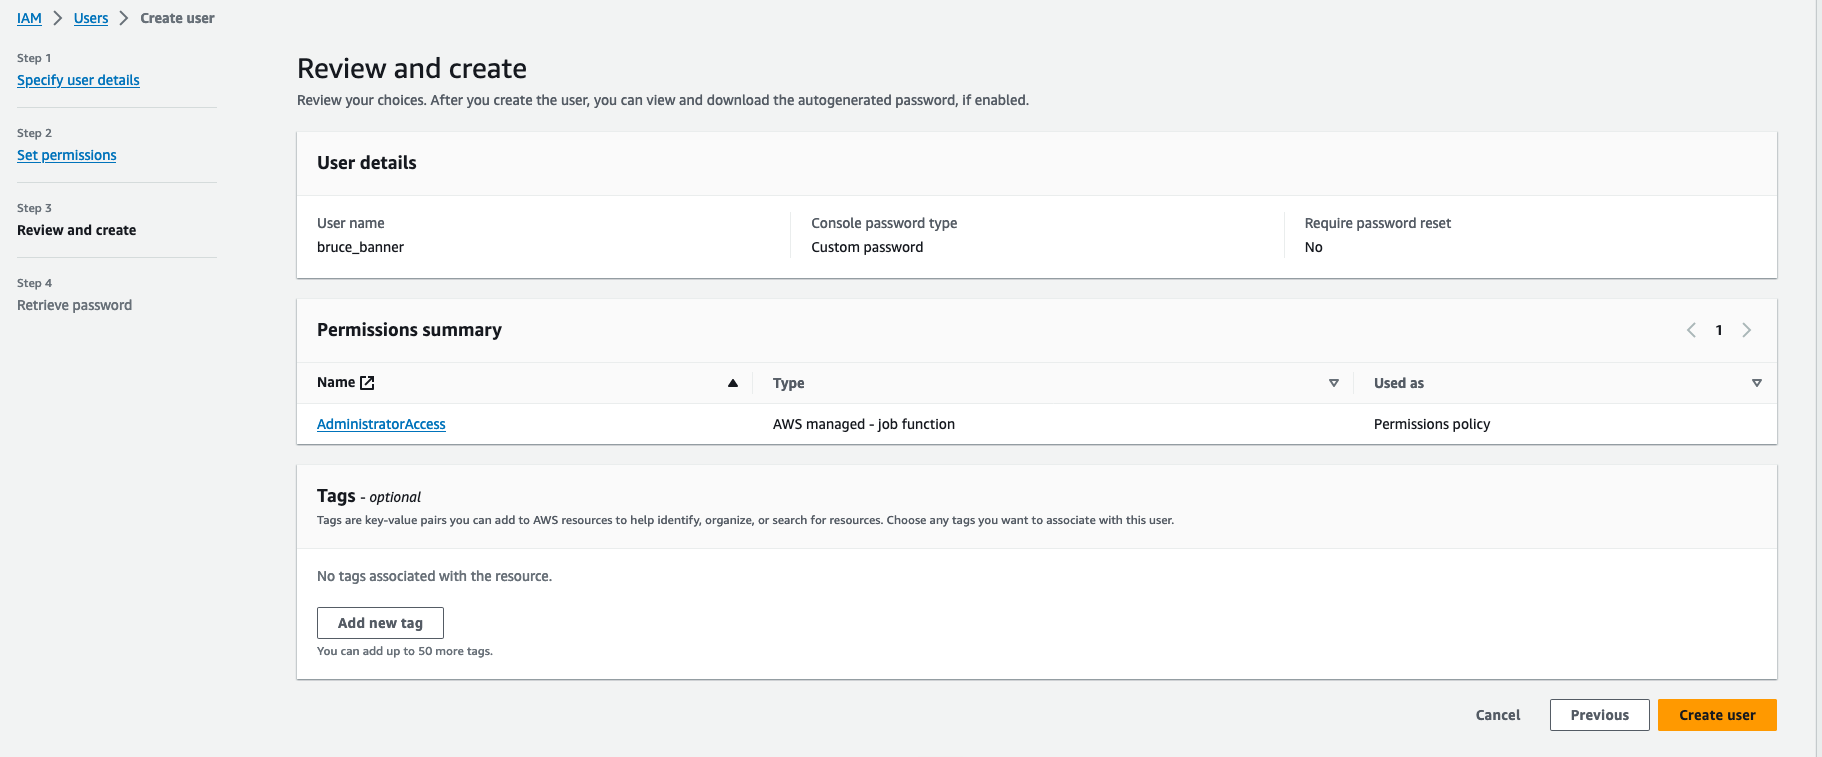 IAM > Users > Create user
Step 1
Specify user details
Step 2
Set permissions
Step 3
Review and create
Step 4
Retrieve password
Review and create
Review your choices. After you create the user, you can view and download the autogenerated password, if enabled.
User details
User name Console password type Require password reset
bruce_banner Custom password No
Permissions summary < 1 >
Name Type Used as
AdministratorAccess AWS managed - job function Permissions policy
Tags - optional
Tags are key-value pairs you can add to AWS resources to help identify, organize, or search for resources. Choose any tags you want to associate with this user.
No tags associated with the resource.
Add new tag
You can add up to 50 more tags.
Cancel Previous Create user